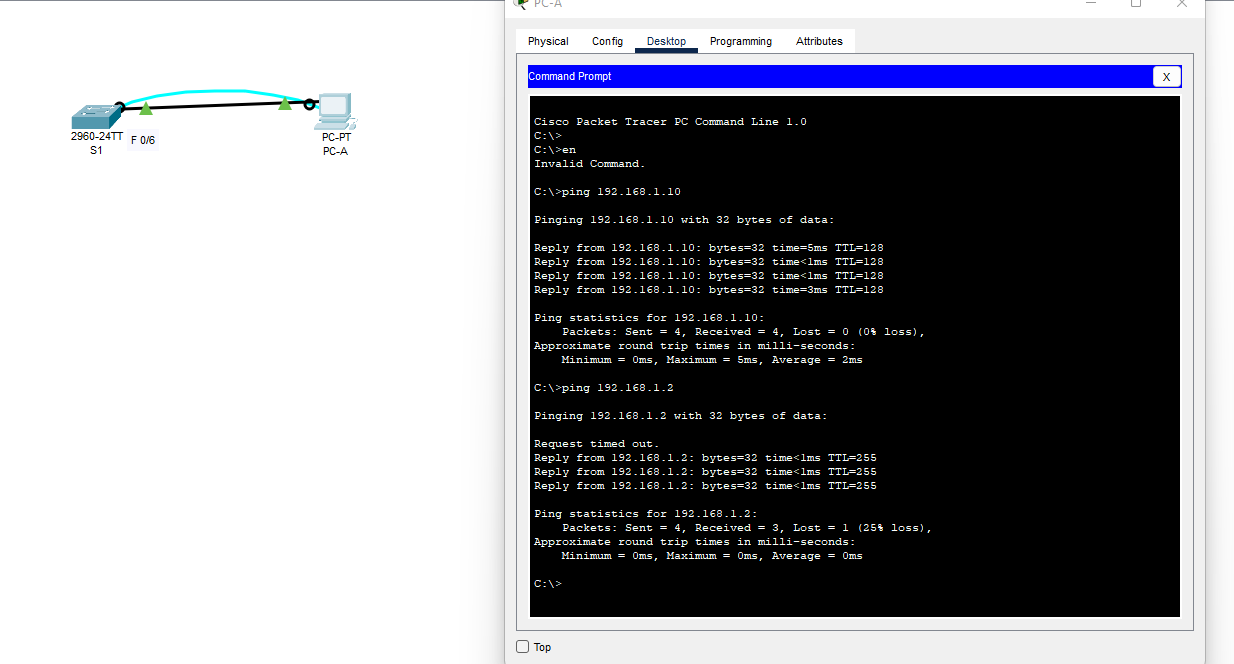 PC-A
Physical Config Desktop Programming Attributes
Command Prompt
X
Cisco Packet Tracer PC Command Line 1.0
C:\>
C:\>en
Invalid Command.
C:\>ping 192.168.1.10
Pinging 192.168.1.10 with 32 bytes of data:
Reply from 192.168.1.10: bytes=32 time=5ms TTL=128
Reply from 192.168.1.10: bytes=32 time<1ms TTL=128
Reply from 192.168.1.10: bytes=32 time<1ms TTL=128
Reply from 192.168.1.10: bytes=32 time=3ms TTL=128
Ping statistics for 192.168.1.10:
Packets: Sent = 4, Received = 4, Lost = 0 (0% loss),
Approximate round trip times in milli-seconds:
Minimum = 0ms, Maximum = 5ms, Average = 2ms
C:\>ping 192.168.1.2
Pinging 192.168.1.2 with 32 bytes of data:
Request timed out.
Reply from 192.168.1.2: bytes=32 time<1ms TTL=255
Reply from 192.168.1.2: bytes=32 time<1ms TTL=255
Reply from 192.168.1.2: bytes=32 time<1ms TTL=255
Ping statistics for 192.168.1.2:
Packets: Sent = 4, Received = 3, Lost = 1 (25% loss),
Approximate round trip times in milli-seconds:
Minimum = 0ms, Maximum = 0ms, Average = 0ms
C:\>
Top
2960-24TT
S1
F 0/6
PC-PT
PC-A